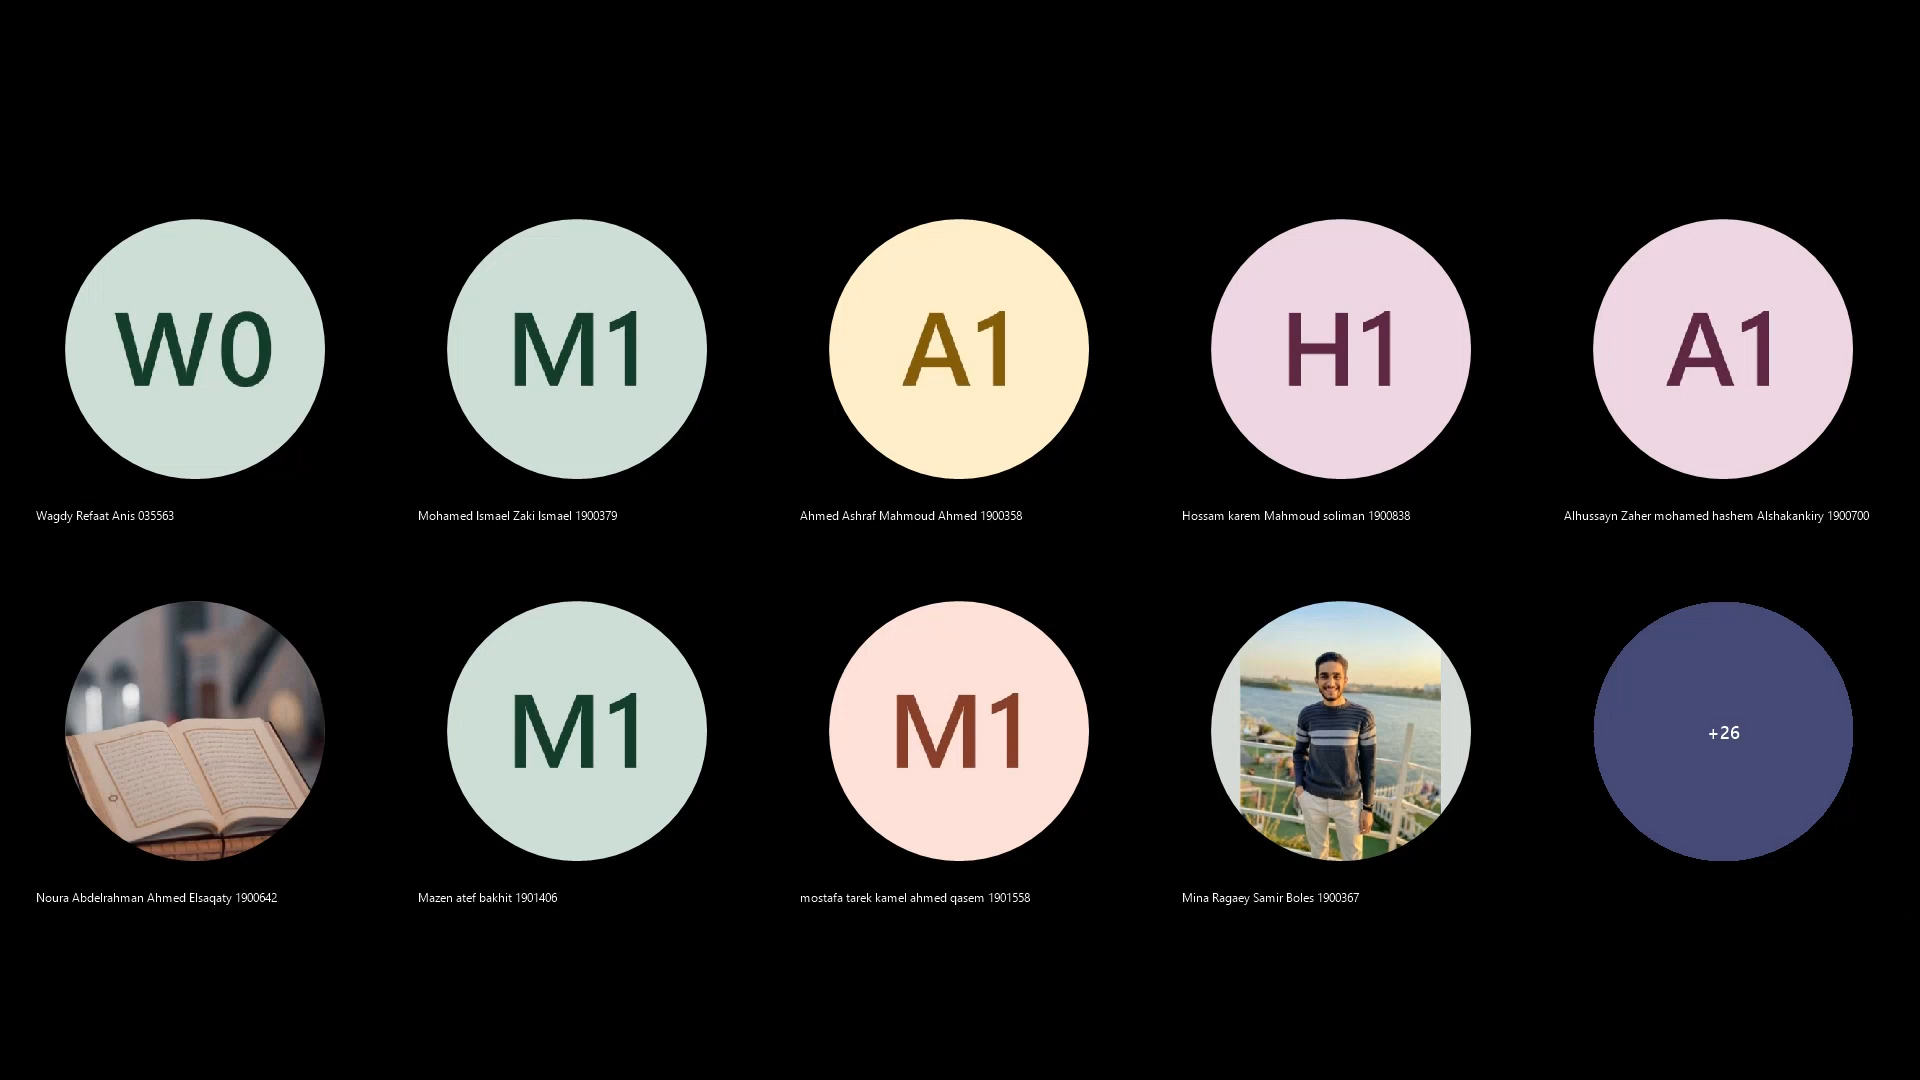 W0
M1
A1
H1
A1
Wagdy Refaat Anis 035563
Mohamed Ismael Zaki Ismael 1900379
Ahmed Ashraf Mahmoud Ahmed 1900358
Hossam karem Mahmoud soliman 1900838
Alhussayn Zaher mohamed hashem Alshakankiry 1900700
M1
M1
+26
Noura Abdelrahman Ahmed Elsaqaty 1900642
Mazen atef bakhit 1901406
mostafa tarek kamel ahmed qasem 1901558
Mina Ragaey Samir Boles 1900367